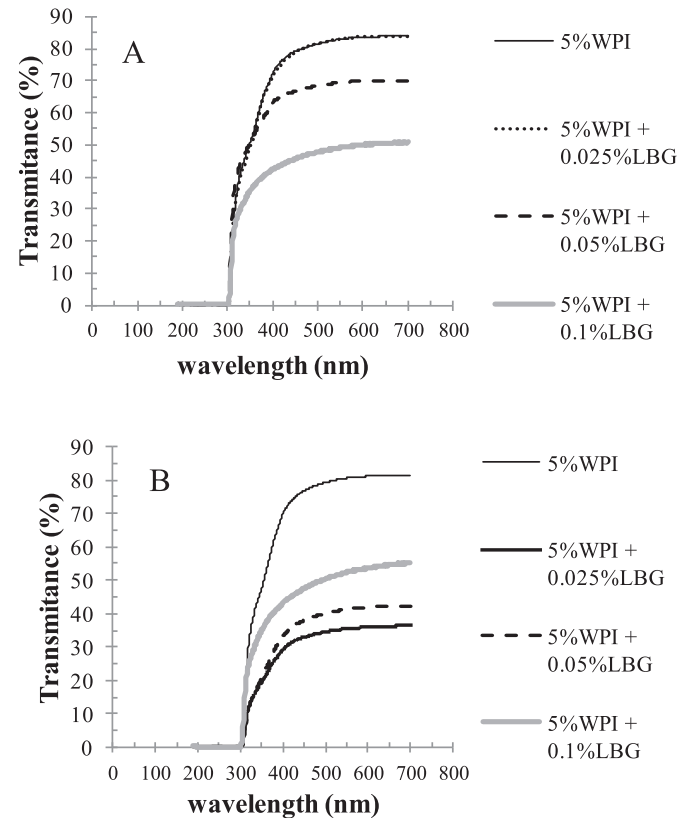 90
80
70
60
50
40
30
20
10
0
Transmitance (%)
A
0 100 200 300 400 500 600 700 800
wavelength (nm)
5%WPI
5%WPI +
0.025%LBG
5%WPI +
0.05%LBG
5%WPI +
0.1%LBG
90
80
70
60
50
40
30
20
10
0
Transmitance (%)
B
0 100 200 300 400 500 600 700 800
wavelength (nm)
5%WPI
5%WPI +
0.025%LBG
5%WPI +
0.05%LBG
5%WPI +
0.1%LBG